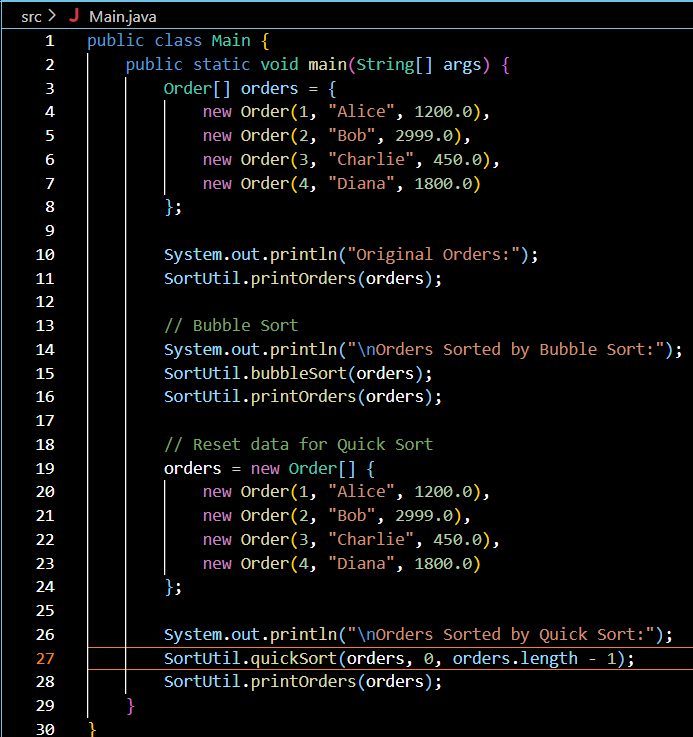 src > J Main.java
1 public class Main {
2     public static void main(String[] args) {
3         Order[] orders = {
4             new Order(1, "Alice", 1200.0),
5             new Order(2, "Bob", 2999.0),
6             new Order(3, "Charlie", 450.0),
7             new Order(4, "Diana", 1800.0)
8         };
9
10         System.out.println("Original Orders:");
11         SortUtil.printOrders(orders);
12
13         // Bubble Sort
14         System.out.println("\nOrders Sorted by Bubble Sort:");
15         SortUtil.bubbleSort(orders);
16         SortUtil.printOrders(orders);
17
18         // Reset data for Quick Sort
19         orders = new Order[] {
20             new Order(1, "Alice", 1200.0),
21             new Order(2, "Bob", 2999.0),
22             new Order(3, "Charlie", 450.0),
23             new Order(4, "Diana", 1800.0)
24         };
25
26         System.out.println("\nOrders Sorted by Quick Sort:");
27         SortUtil.quickSort(orders, 0, orders.length - 1);
28         SortUtil.printOrders(orders);
29     }
30 }